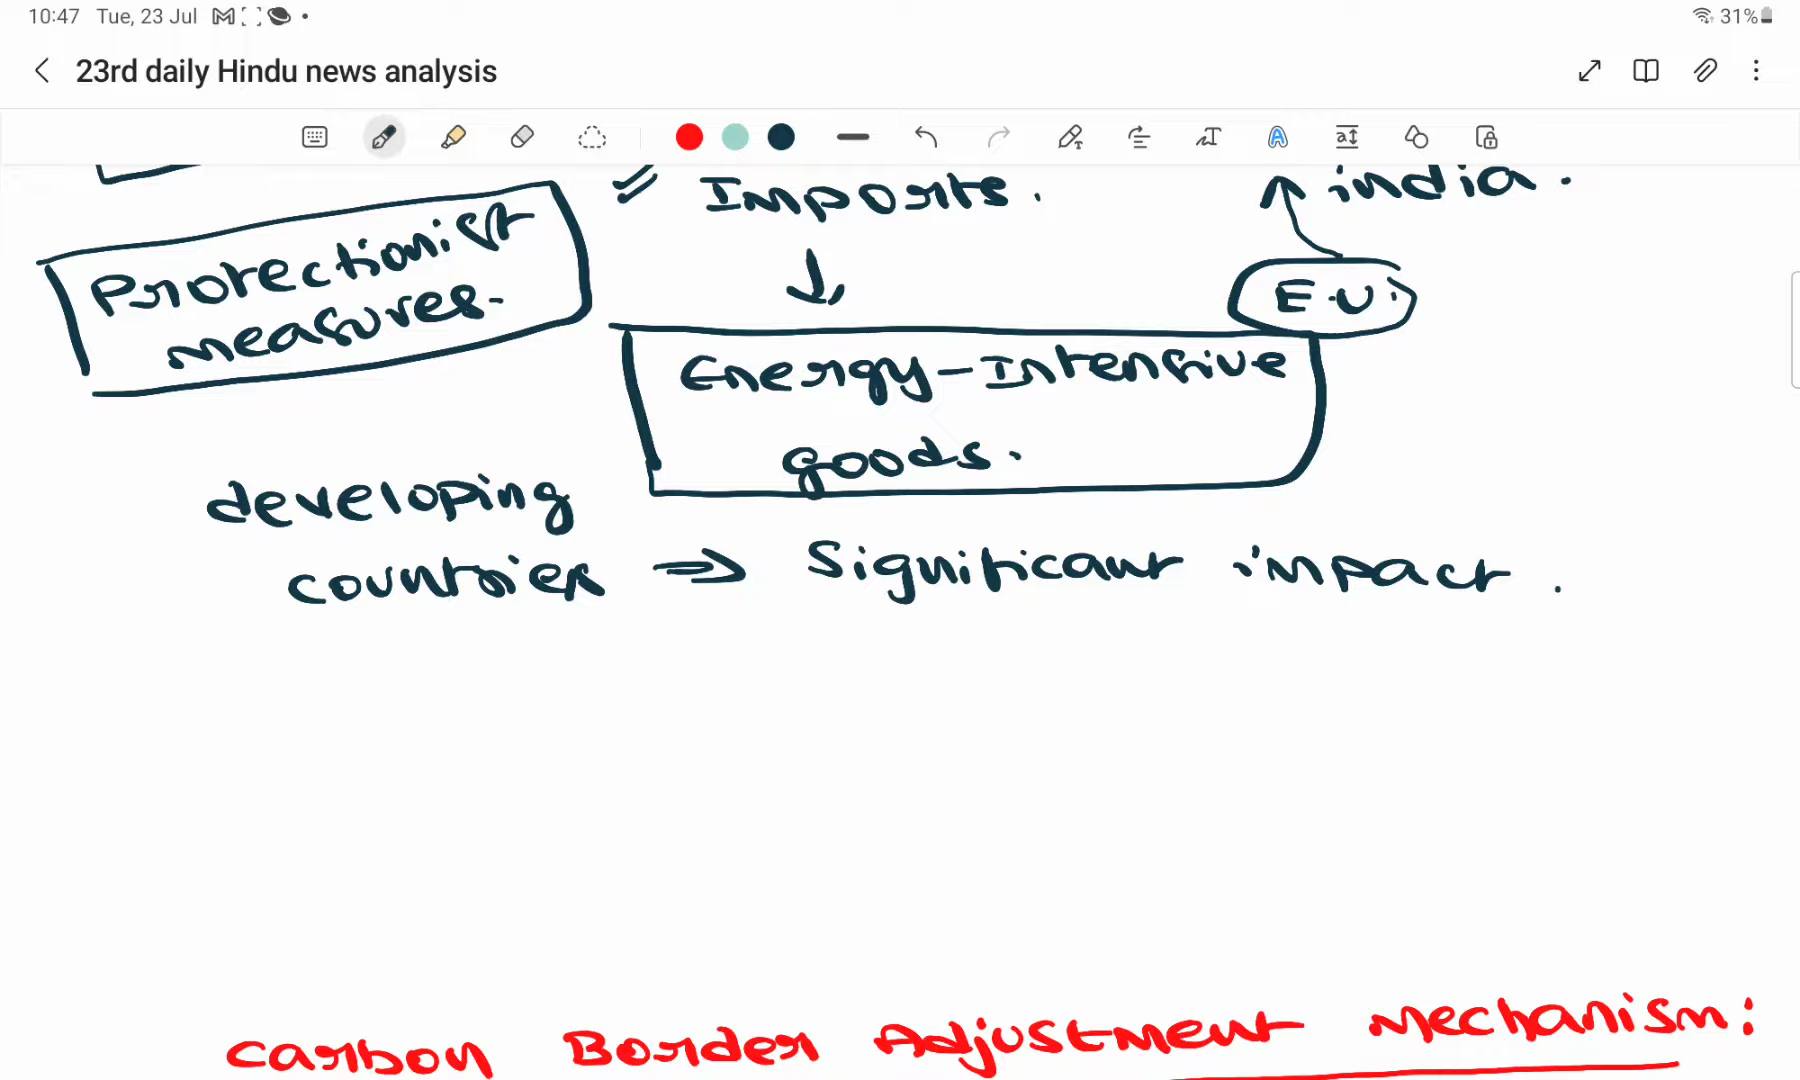 10:47 Tue, 23 Jul
31%
23rd daily Hindu news analysis
Imports.
india.
Protectionist
measures.
E.U.
Energy-Intensive
goods.
developing
countries ⇒ Significant impact.
Carbon Border Adjustment Mechanism: